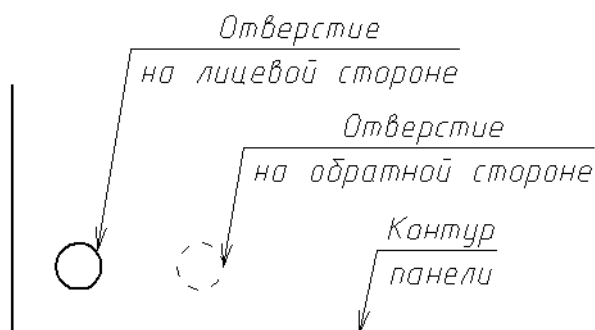 Отверстие
на лицевой стороне
Отверстие
на обратной стороне
Контур
панели